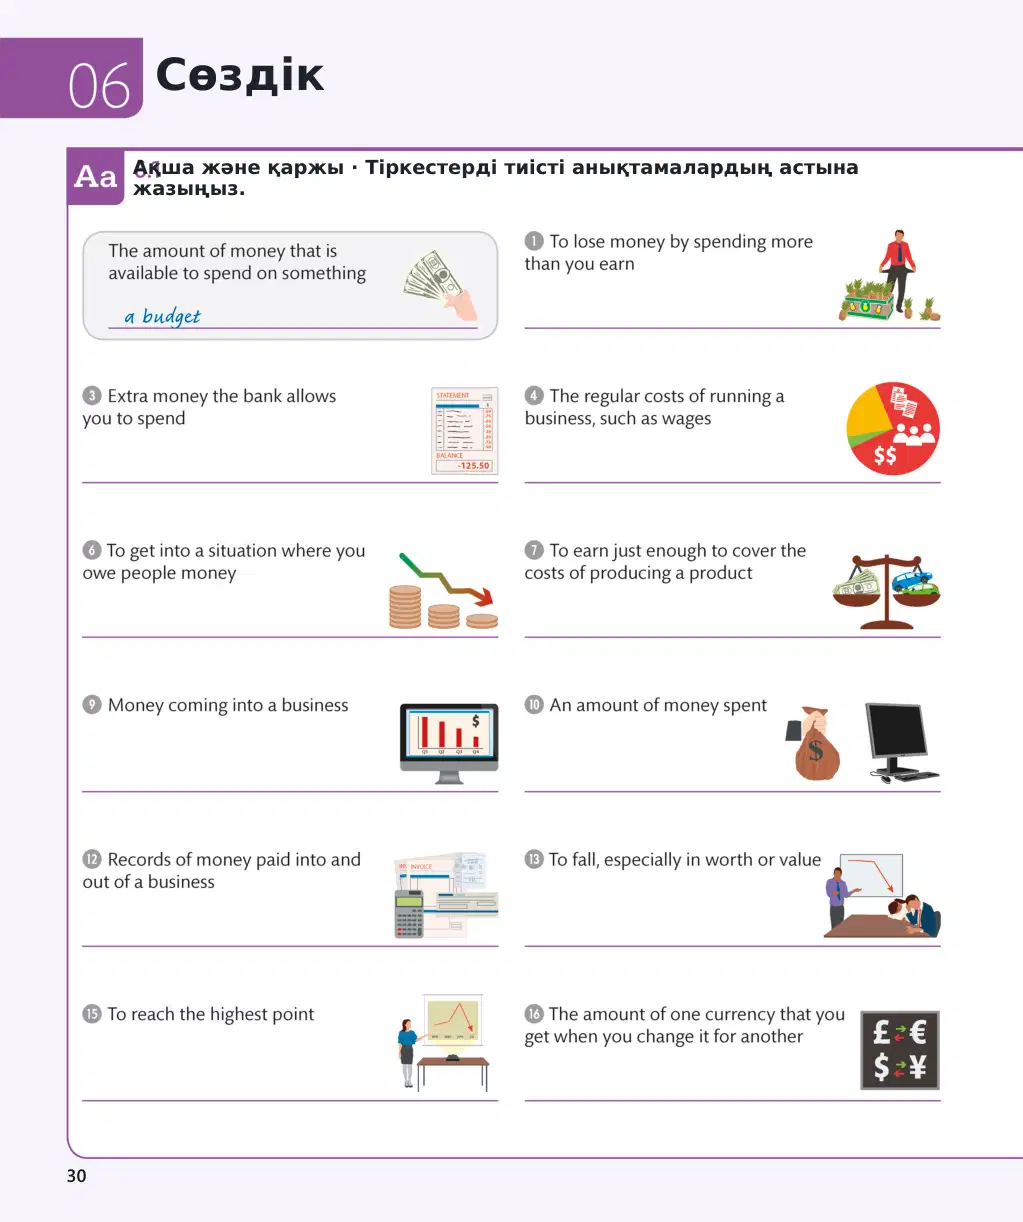 06 Сөздік
Aa
Ақша және қаржы · Тіркестерді тиісті анықтамалардың астына
жазыңыз.
The amount of money that is
available to spend on something
a budget
1 To lose money by spending more
than you earn
3 Extra money the bank allows
you to spend
STATEMENT
$
BALANCE
-125.50
4 The regular costs of running a
business, such as wages
$$
6 To get into a situation where you
owe people money
7 To earn just enough to cover the
costs of producing a product
9 Money coming into a business
$
Q1 Q2 Q3 Q4
10 An amount of money spent
$
12 Records of money paid into and
out of a business
INVOICE
13 To fall, especially in worth or value
15 To reach the highest point
16 The amount of one currency that you
get when you change it for another
£ €
$ ¥
30